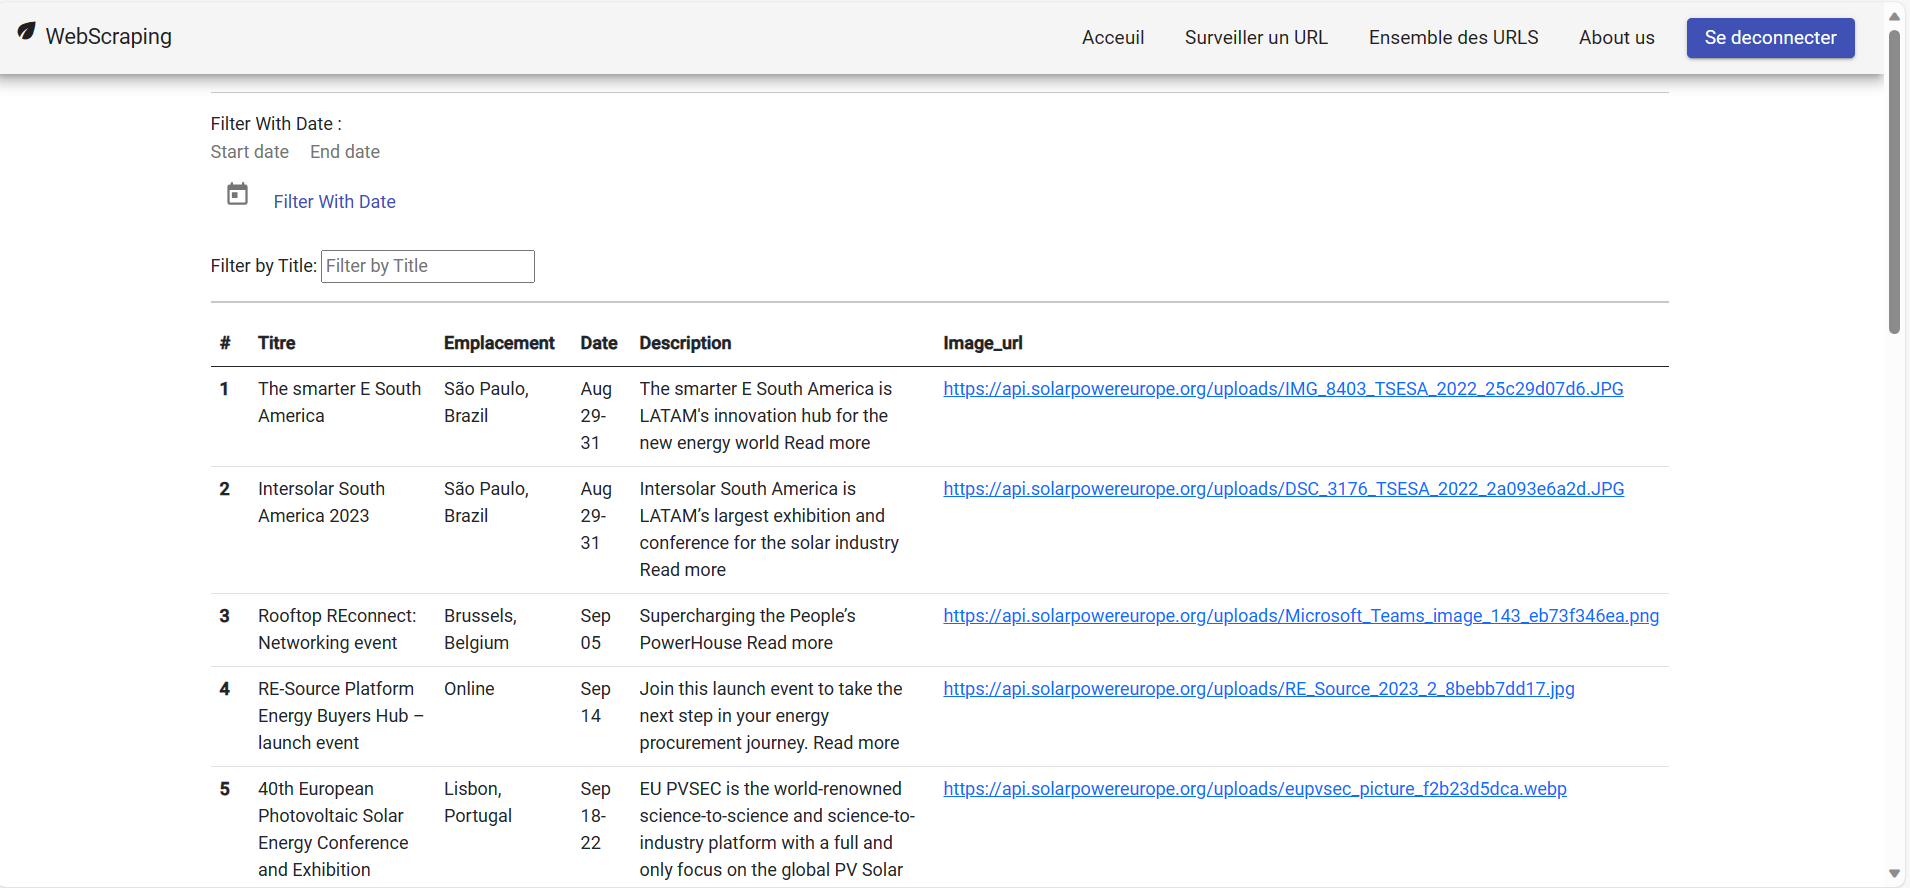 WebScraping
Acceuil Surveiller un URL Ensemble des URLS About us Se deconnecter
Filter With Date :
Start date End date
Filter With Date
Filter by Title: Filter by Title
# Titre Emplacement Date Description Image_url
1 The smarter E South America São Paulo, Brazil Aug 29-31 The smarter E South America is LATAM's innovation hub for the new energy world Read more https://api.solarpowereurope.org/uploads/IMG_8403_TSESA_2022_25c29d07d6.JPG
2 Intersolar South America 2023 São Paulo, Brazil Aug 29-31 Intersolar South America is LATAM’s largest exhibition and conference for the solar industry Read more https://api.solarpowereurope.org/uploads/DSC_3176_TSESA_2022_2a093e6a2d.JPG
3 Rooftop REconnect: Networking event Brussels, Belgium Sep 05 Supercharging the People’s PowerHouse Read more https://api.solarpowereurope.org/uploads/Microsoft_Teams_image_143_eb73f346ea.png
4 RE-Source Platform Energy Buyers Hub – launch event Online Sep 14 Join this launch event to take the next step in your energy procurement journey. Read more https://api.solarpowereurope.org/uploads/RE_Source_2023_2_8bebb7dd17.jpg
5 40th European Photovoltaic Solar Energy Conference and Exhibition Lisbon, Portugal Sep 18-22 EU PVSEC is the world-renowned science-to-science and science-to-industry platform with a full and only focus on the global PV Solar https://api.solarpowereurope.org/uploads/eupvsec_picture_f2b23d5dca.webp